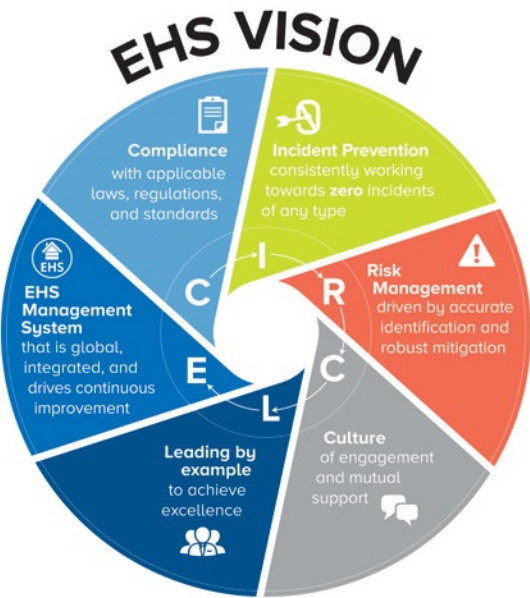 EHS VISION
Compliance
with applicable
laws, regulations,
and standards
Incident Prevention
consistently working
towards zero incidents
of any type
Risk
Management
driven by accurate
identification and
robust mitigation
Culture
of engagement
and mutual
support
Leading by
example
to achieve
excellence
EHS
EHS
Management
System
that is global,
integrated, and
drives continuous
improvement
C
I
R
C
L
E